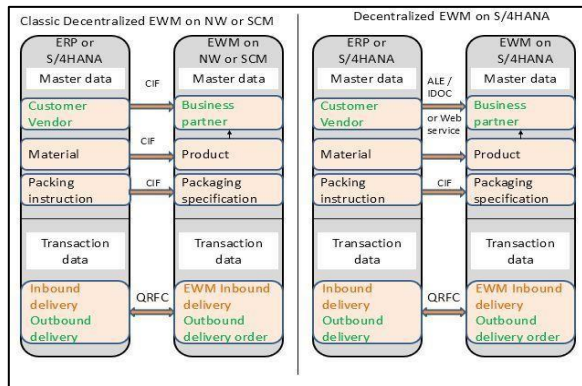 Classic Decentralized EWM on NW or SCM
ERP or
S/4HANA
Master data
Customer
Vendor
Material
Packing
instruction
Transaction
data
Inbound
delivery
Outbound
delivery
CIF
CIF
CIF
QRFC
EWM on
NW or SCM
Master data
Business
partner
Product
Packaging
specification
Transaction
data
EWM Inbound
delivery
Outbound
delivery order
Decentralized EWM on S/4HANA
ERP or
S/4HANA
Master data
Customer
Vendor
Material
Packing
instruction
Transaction
data
Inbound
delivery
Outbound
delivery
ALE /
IDOC
or Web
service
CIF
QRFC
EWM on
S/4HANA
Master data
Business
partner
Product
Packaging
specification
Transaction
data
EWM Inbound
delivery
Outbound
delivery order